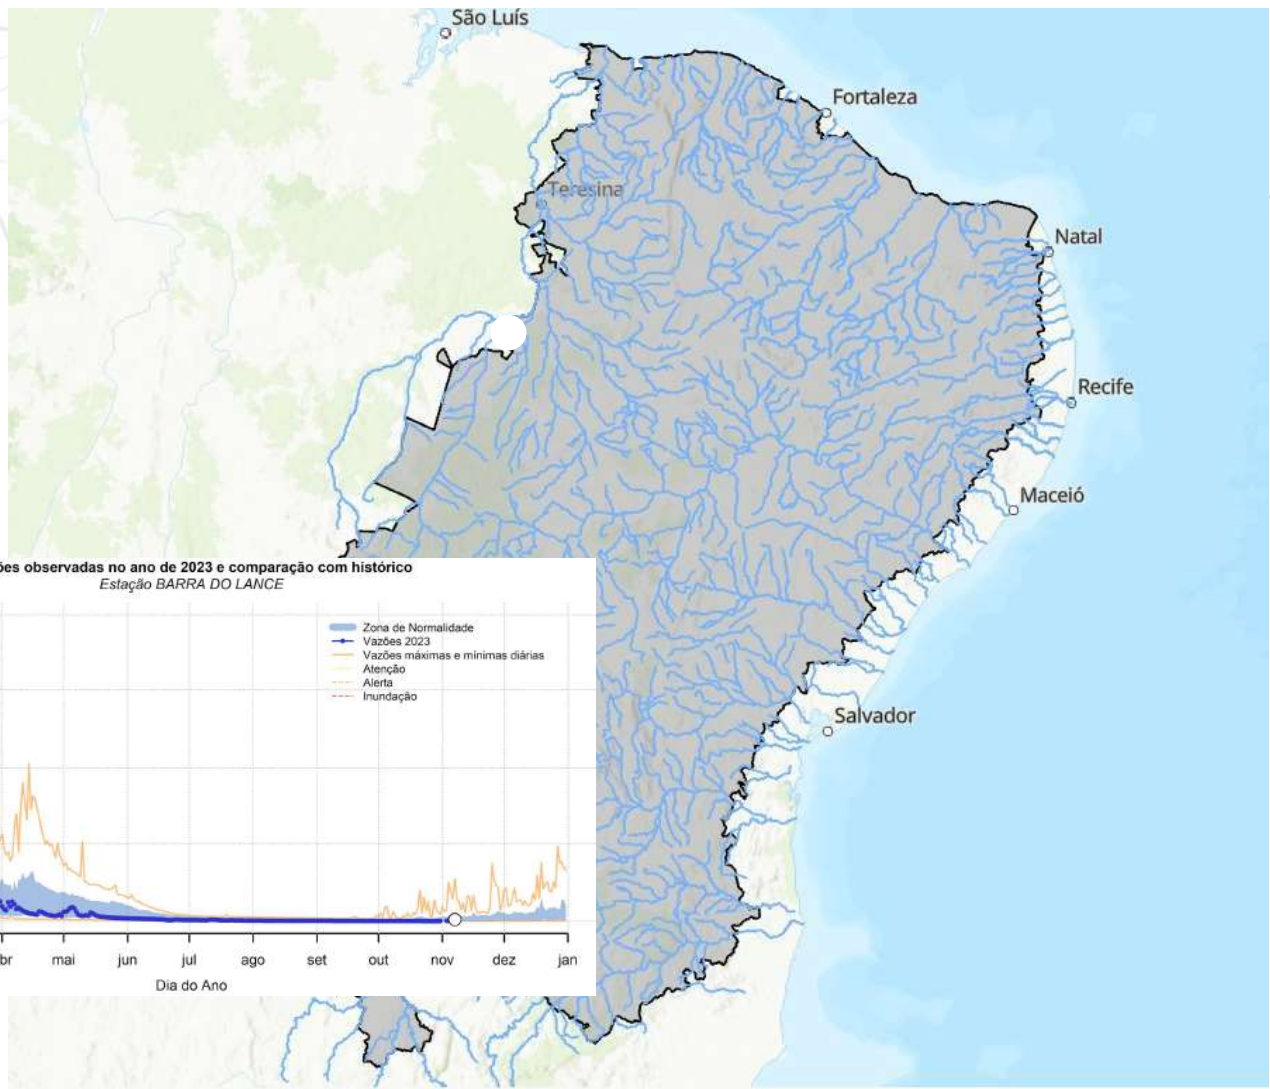 São Luís
Fortaleza
Teresina
Natal
Recife
Maceió
Salvador
ões observadas no ano de 2023 e comparação com histórico
Estação BARRA DO LANCE
Zona de Normalidade
Vazões 2023
Vazões máximas e mínimas diárias
Atenção
Alerta
Inundação
br mai jun jul ago set out nov dez jan
Dia do Ano